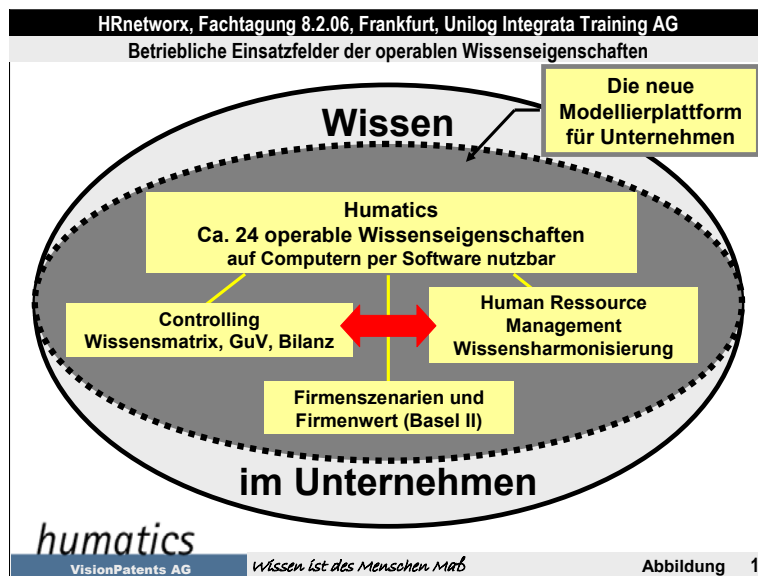 HRnetworx, Fachtagung 8.2.06, Frankfurt, Unilog Integrata Training AG
Betriebliche Einsatzfelder der operablen Wissenseigenschaften
Die neue
Modellierplattform
für Unternehmen
Wissen
Humatics
Ca. 24 operable Wissenseigenschaften
auf Computern per Software nutzbar
Controlling
Wissensmatrix, GuV, Bilanz
Human Ressource
Management
Wissensharmonisierung
Firmenszenarien und
Firmenwert (Basel II)
im Unternehmen
humatics
VisionPatents AG
Wissen ist des Menschen Maß
Abbildung 1